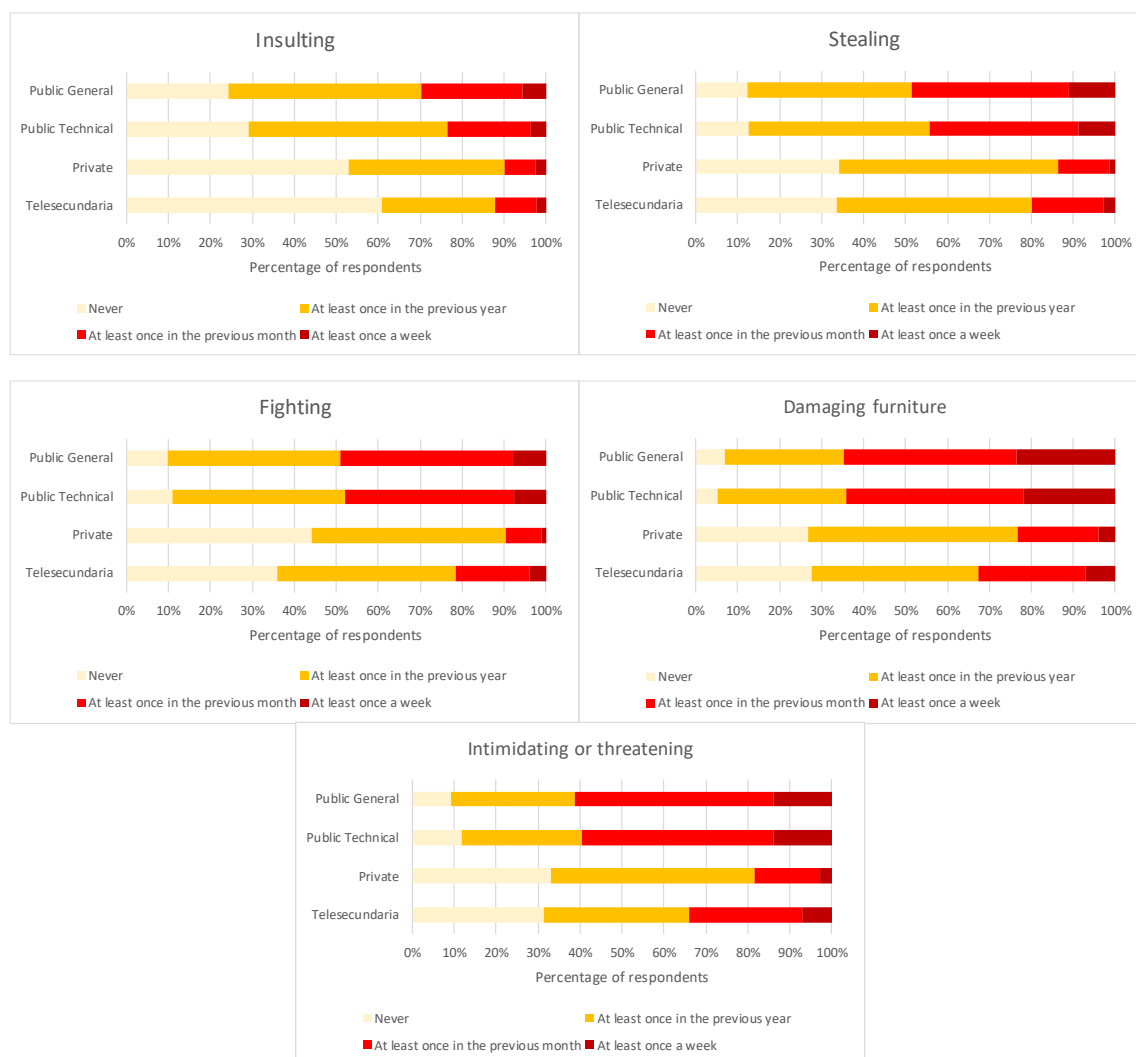 Insulting
Public General
Public Technical
Private
Telesecundaria
0% 10% 20% 30% 40% 50% 60% 70% 80% 90% 100%
Percentage of respondents
Never At least once in the previous year
At least once in the previous month At least once a week
Stealing
Public General
Public Technical
Private
Telesecundaria
0% 10% 20% 30% 40% 50% 60% 70% 80% 90% 100%
Percentage of respondents
Never At least once in the previous year
At least once in the previous month At least once a week
Fighting
Public General
Public Technical
Private
Telesecundaria
0% 10% 20% 30% 40% 50% 60% 70% 80% 90% 100%
Percentage of respondents
Never At least once in the previous year
At least once in the previous month At least once a week
Damaging furniture
Public General
Public Technical
Private
Telesecundaria
0% 10% 20% 30% 40% 50% 60% 70% 80% 90% 100%
Percentage of respondents
Never At least once in the previous year
At least once in the previous month At least once a week
Intimidating or threatening
Public General
Public Technical
Private
Telesecundaria
0% 10% 20% 30% 40% 50% 60% 70% 80% 90% 100%
Percentage of respondents
Never At least once in the previous year
At least once in the previous month At least once a week